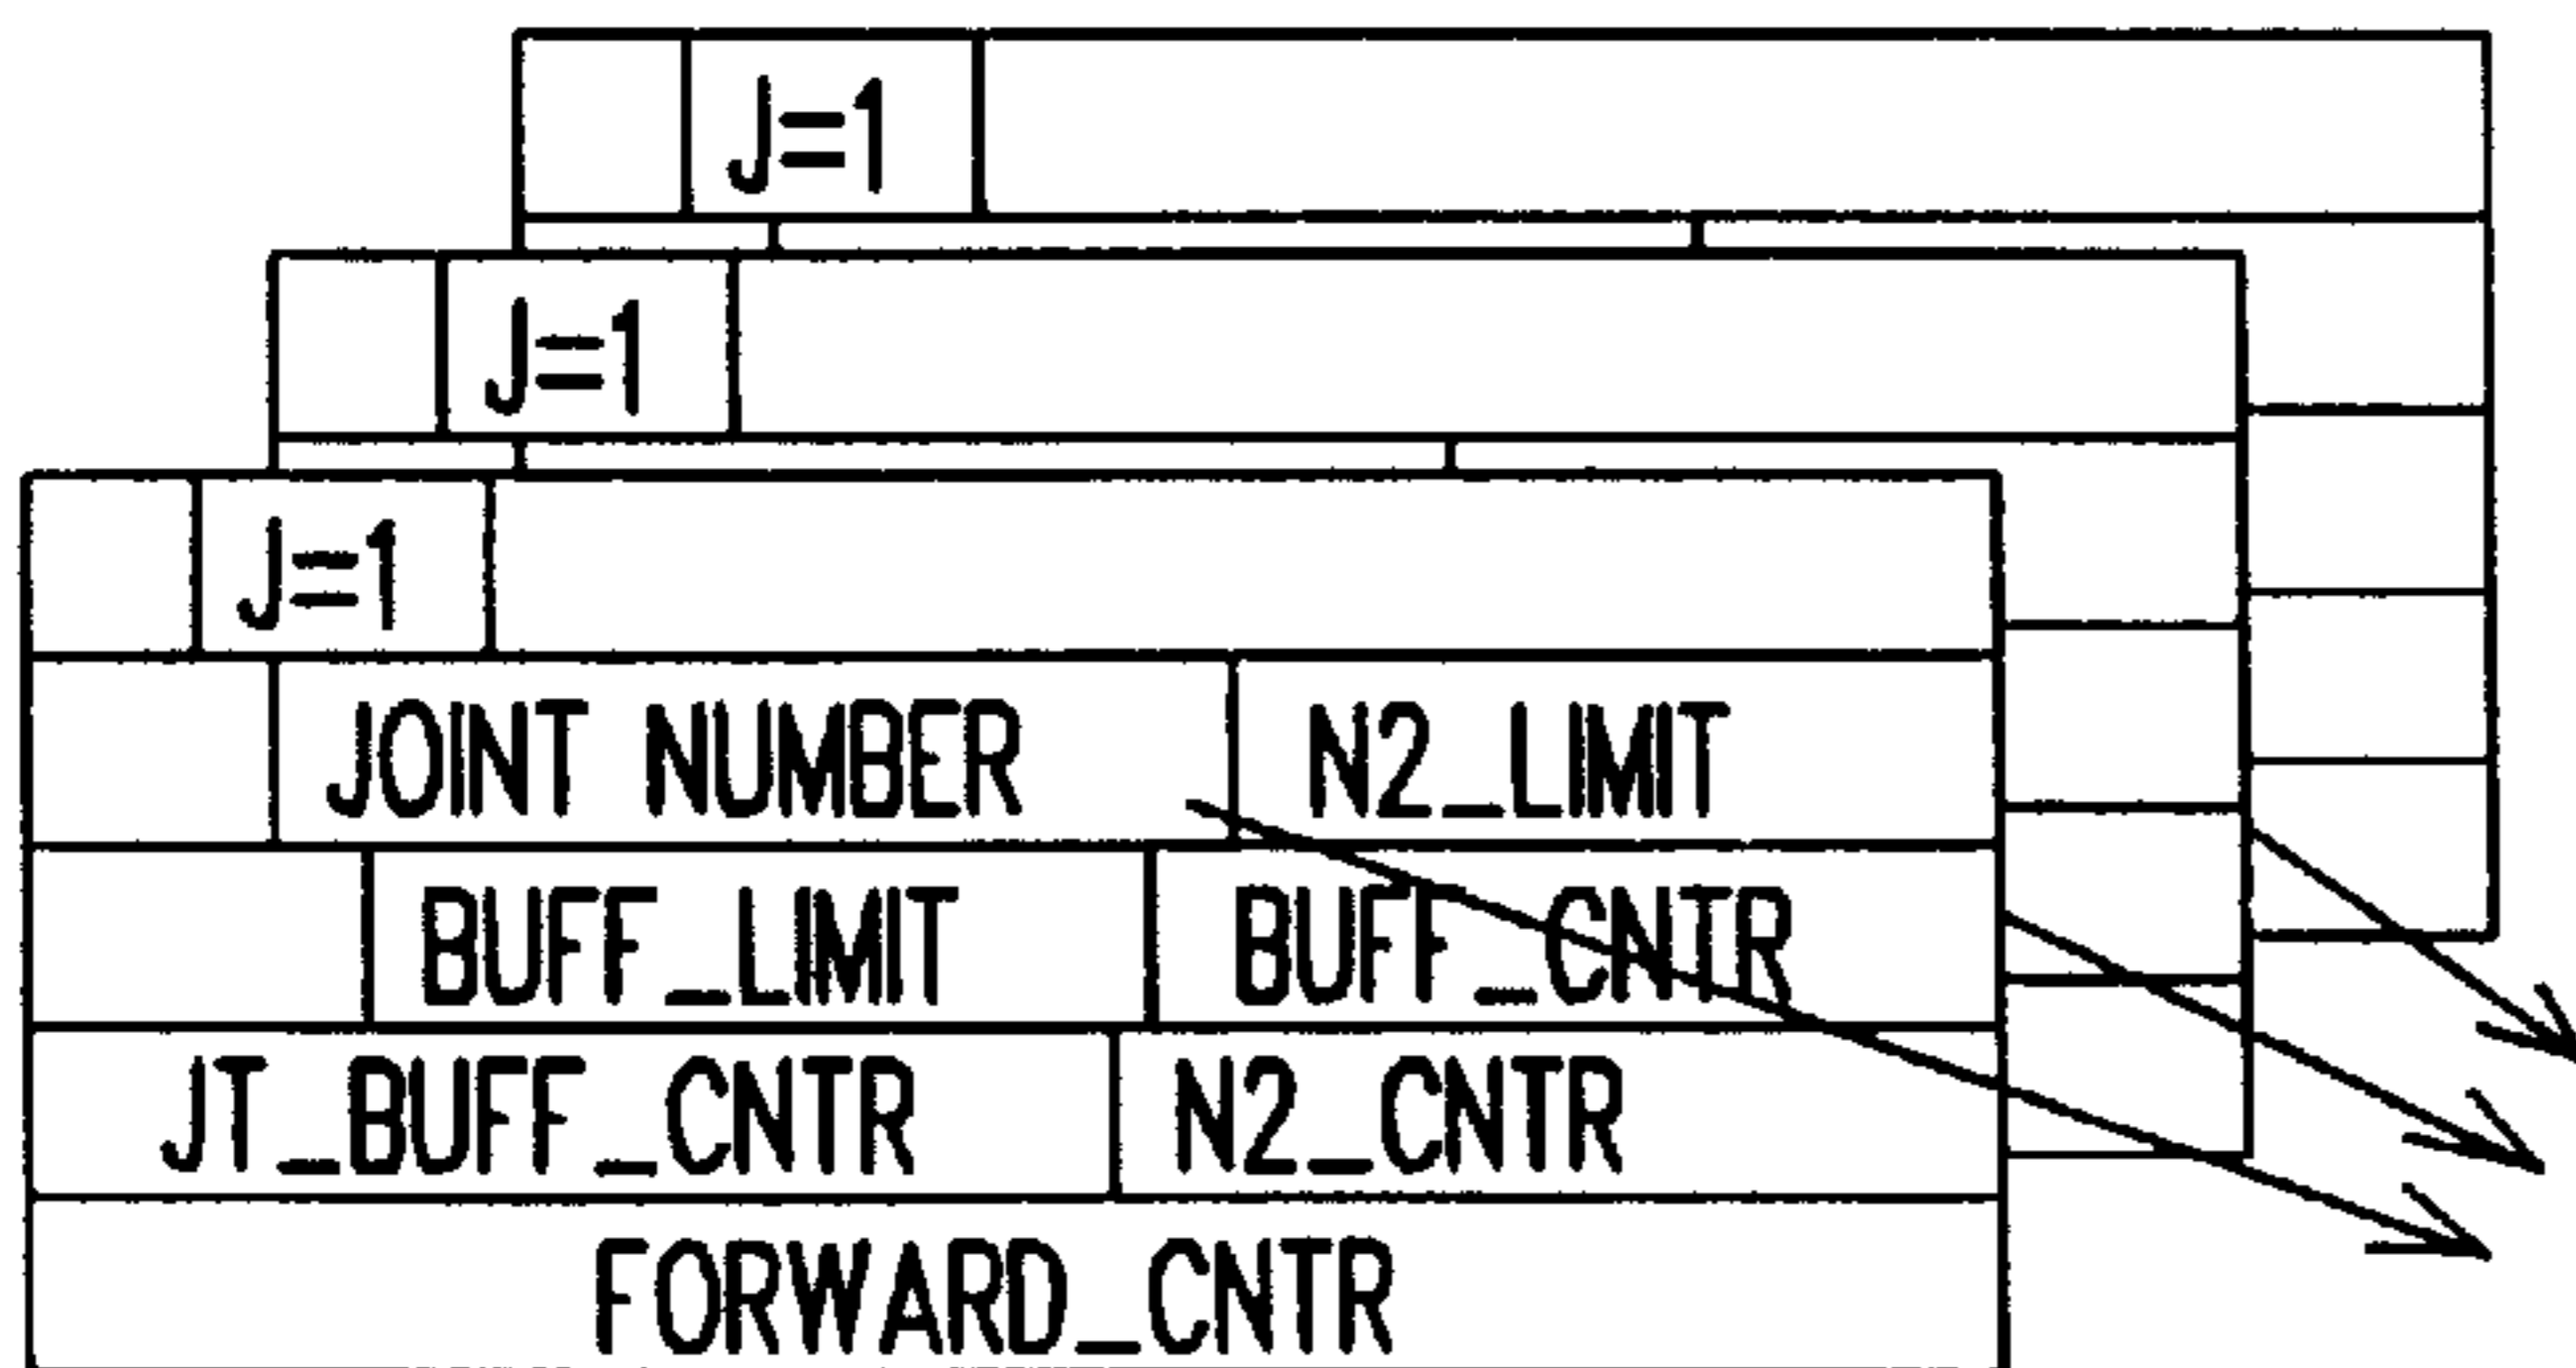 J=1
J=1
J=1
JOINT NUMBER N2_LIMIT
BUFF_LIMIT BUFF_CNTR
JT_BUFF_CNTR N2_CNTR
FORWARD_CNTR